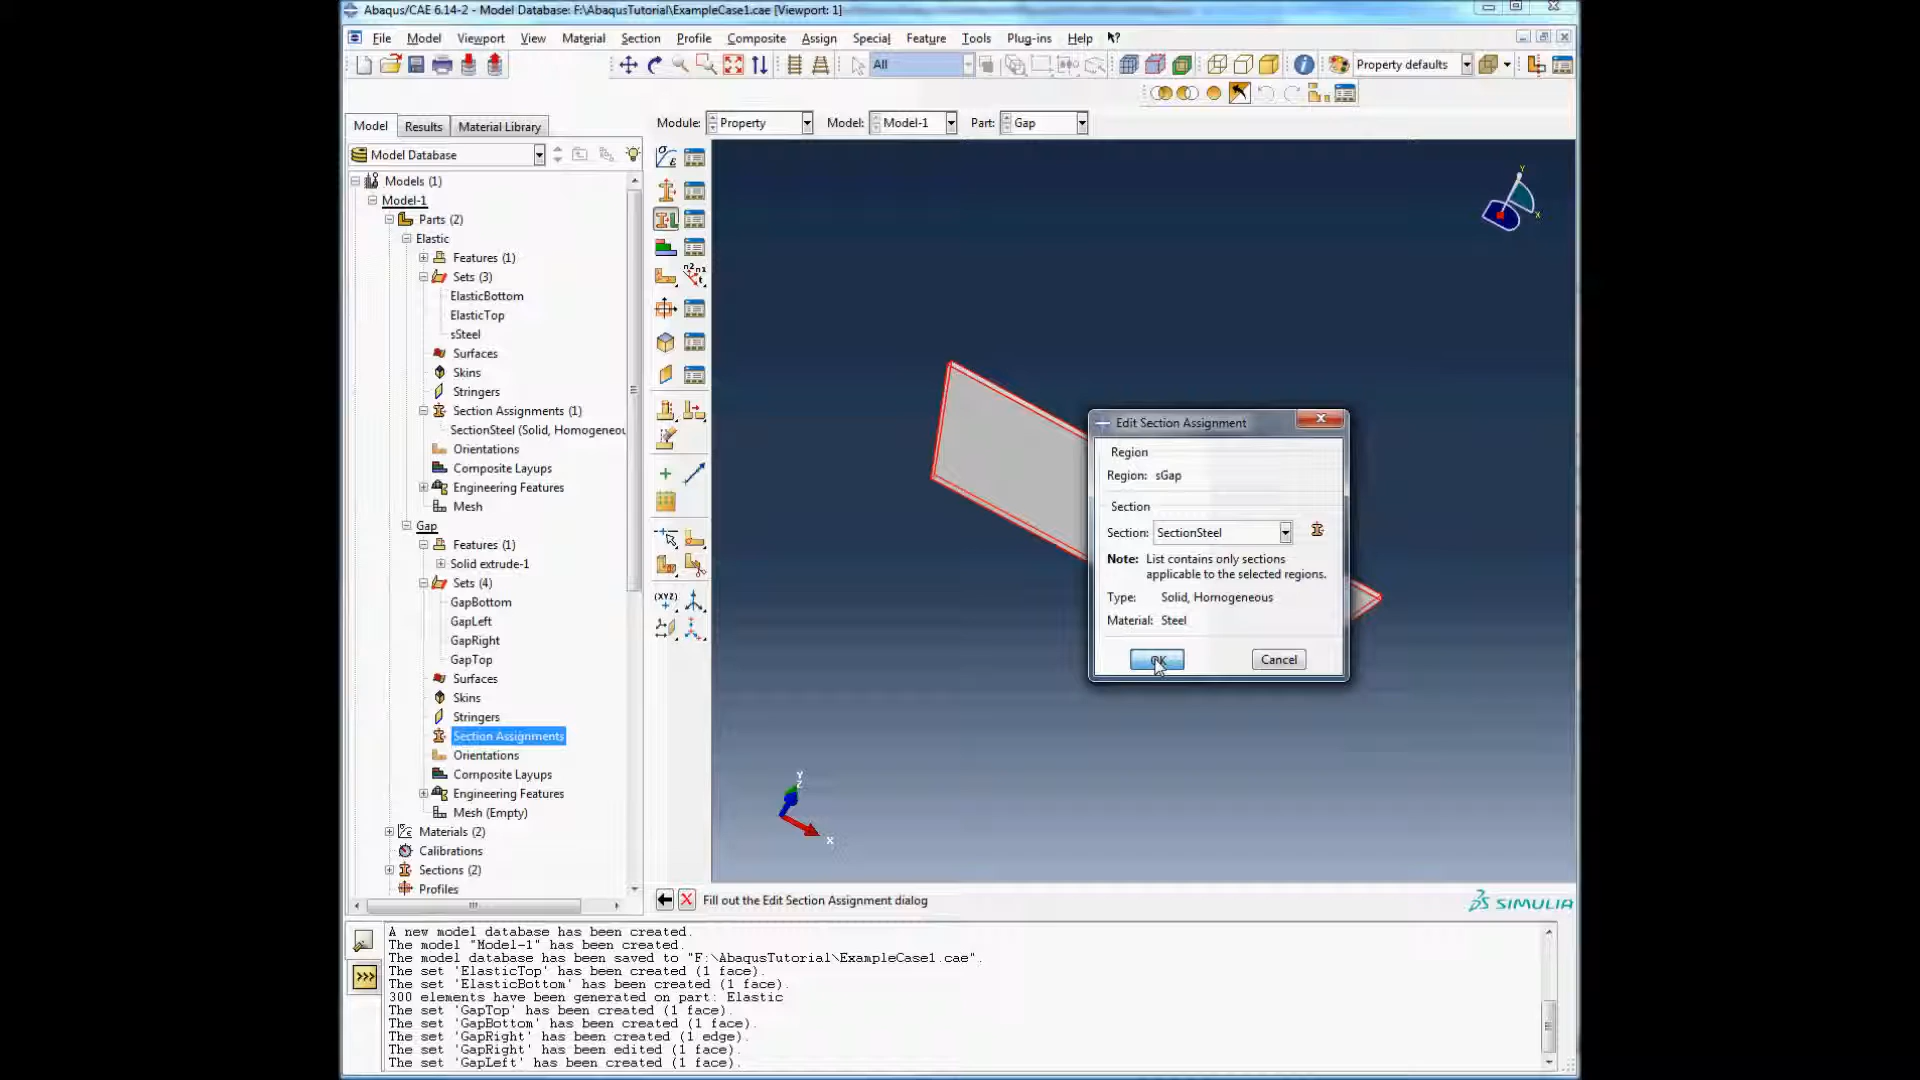 Abaqus/CAE 6.14-2 - Model Database: F:\AbaqusTutorial\ExampleCase1.cae [Viewport: 1]
File Model Viewport View Material Section Profile Composite Assign Special Feature Tools Plug-ins Help
All
Property defaults
Model Results Material Library
Module: Property Model: Model-1 Part: Gap
Model Database
Models (1)
Model-1
Parts (2)
Elastic
Features (1)
Sets (3)
ElasticBottom
ElasticTop
sSteel
Surfaces
Skins
Stringers
Section Assignments (1)
SectionSteel (Solid, Homogeneou
Orientations
Composite Layups
Engineering Features
Mesh
Gap
Features (1)
Solid extrude-1
Sets (4)
GapBottom
GapLeft
GapRight
GapTop
Surfaces
Skins
Stringers
Section Assignments
Orientations
Composite Layups
Engineering Features
Mesh (Empty)
Materials (2)
Calibrations
Sections (2)
Profiles
(XYZ)
Y
X
Edit Section Assignment
Region
Region: sGap
Section
Section: SectionSteel
Note: List contains only sections
applicable to the selected regions.
Type: Solid, Homogeneous
Material: Steel
OK Cancel
Y
Z
X
Fill out the Edit Section Assignment dialog
SIMULIA
A new model database has been created.
The model "Model-1" has been created.
The model database has been saved to "F:\AbaqusTutorial\ExampleCase1.cae".
The set 'ElasticTop' has been created (1 face).
The set 'ElasticBottom' has been created (1 face).
300 elements have been generated on part: Elastic
The set 'GapTop' has been created (1 face).
The set 'GapBottom' has been created (1 face).
The set 'GapRight' has been created (1 edge).
The set 'GapRight' has been edited (1 face).
The set 'GapLeft' has been created (1 face).
>>>